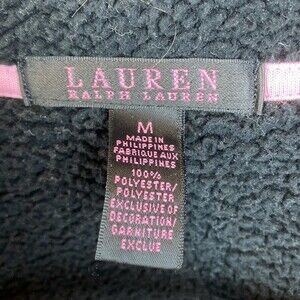 LAUREN
RALPH LAUREN
M
MADE IN
PHILIPPINES
FABRIQUE AUX
PHILIPPINES
100%
POLYESTER/
POLYESTER
EXCLUSIVE OF
DECORATION/
GARNITURE
EXCLUE